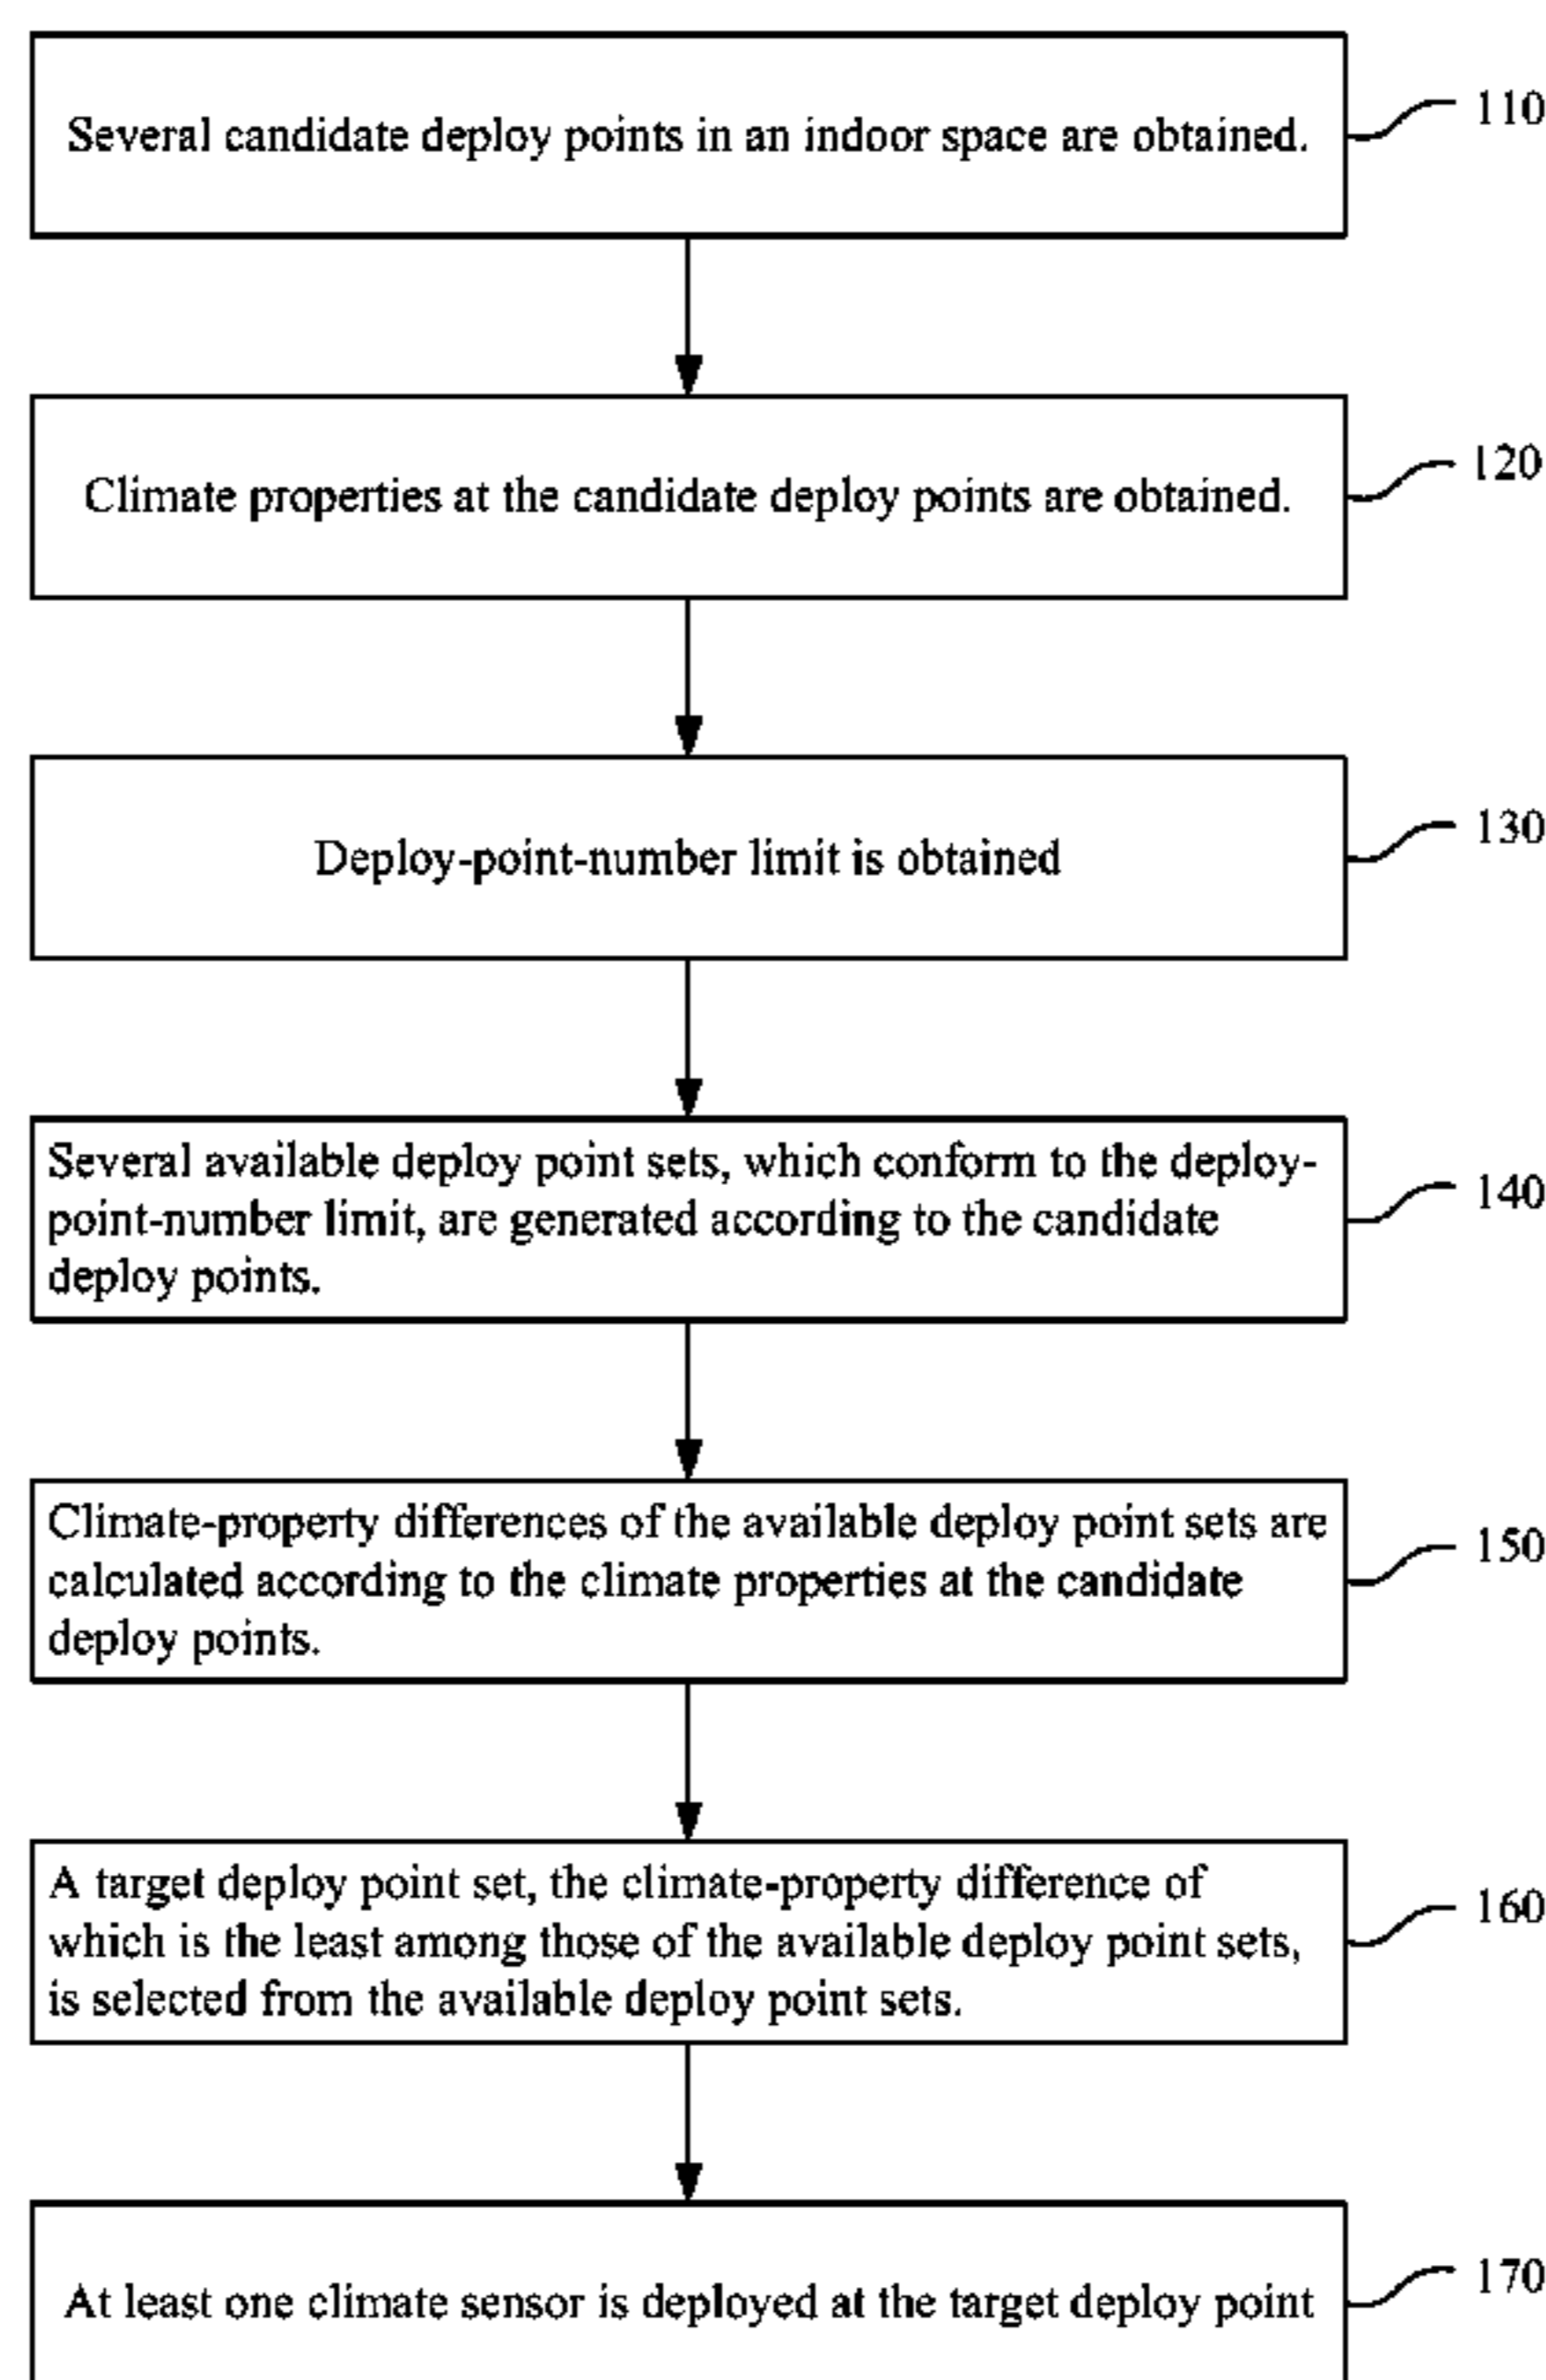 Several candidate deploy points in an indoor space are obtained.
110
Climate properties at the candidate deploy points are obtained.
120
Deploy-point-number limit is obtained
130
Several available deploy point sets, which conform to the deploy-
point-number limit, are generated according to the candidate
deploy points.
140
Climate-property differences of the available deploy point sets are
calculated according to the climate properties at the candidate
deploy points.
150
A target deploy point set, the climate-property difference of
which is the least among those of the available deploy point sets,
is selected from the available deploy point sets.
160
At least one climate sensor is deployed at the target deploy point
170